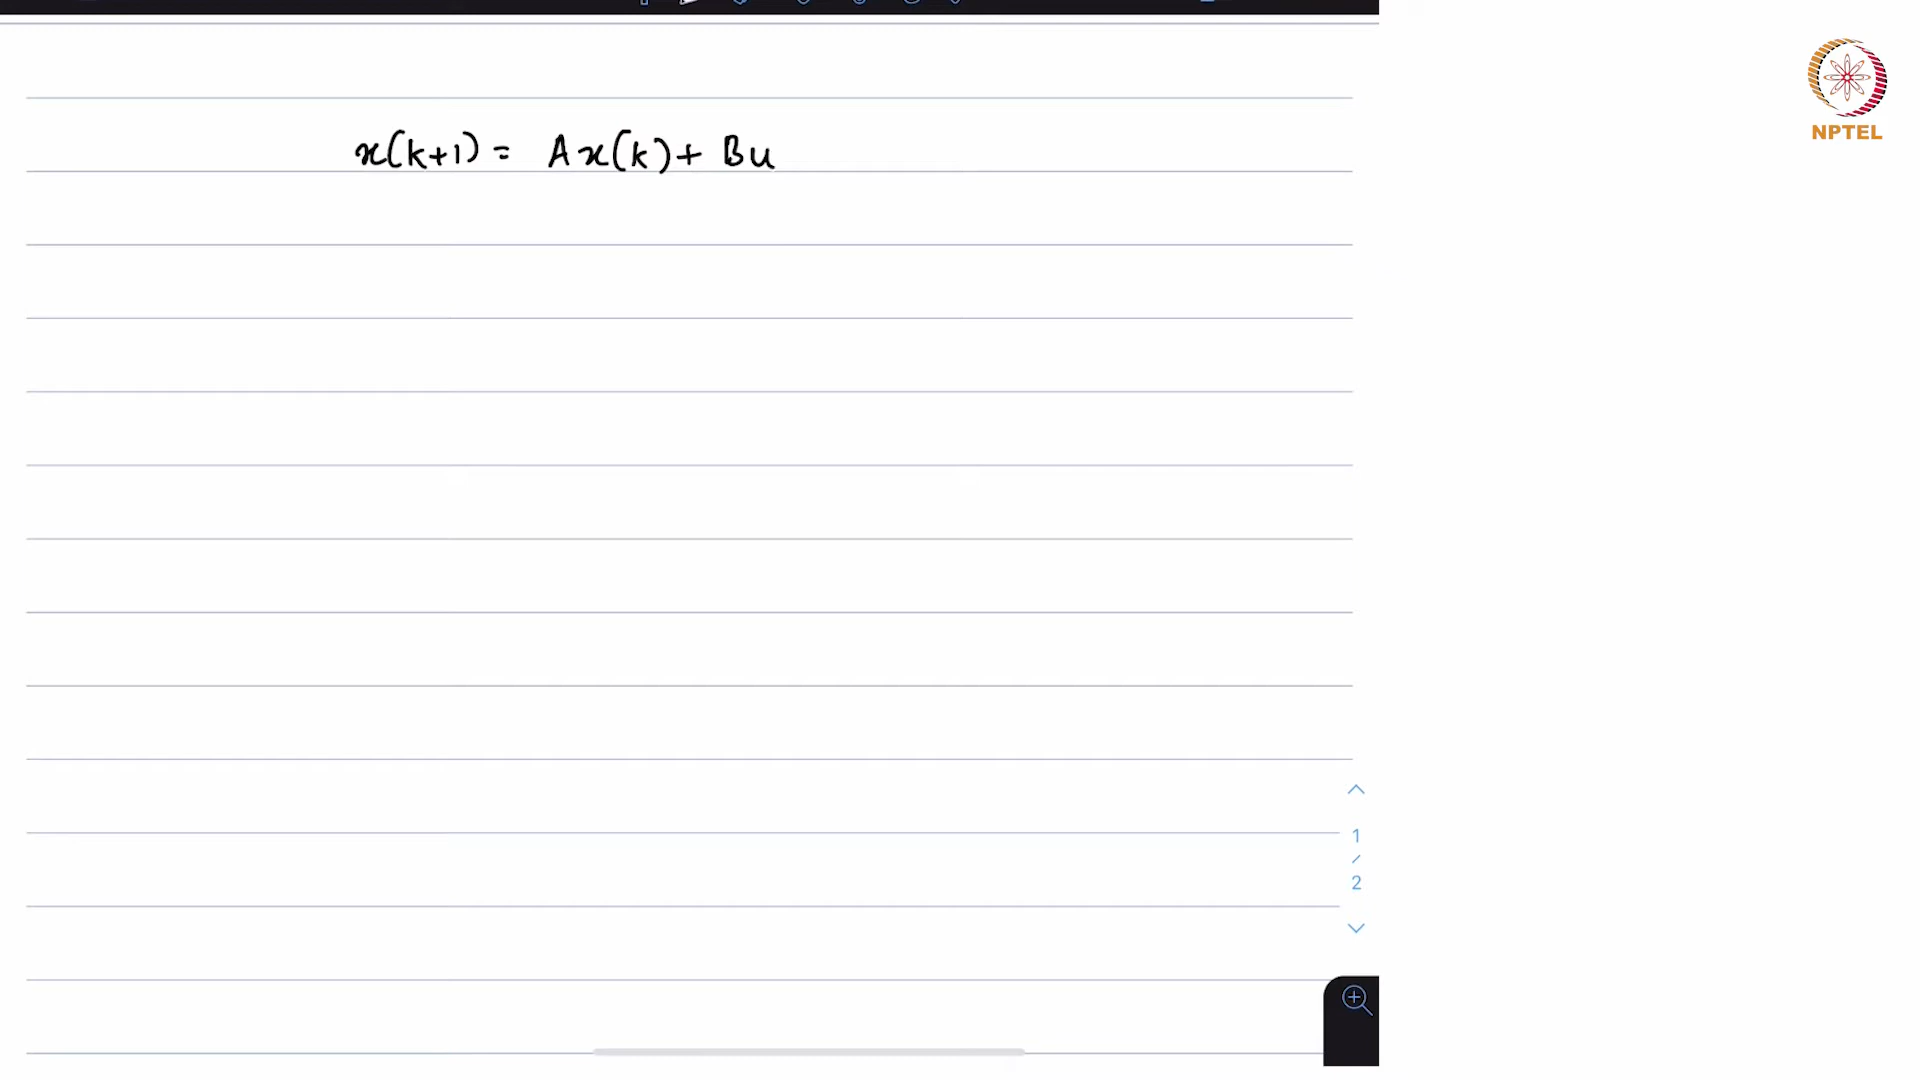 NPTEL
x(k+1) = Ax(k) + Bu
1
/
2